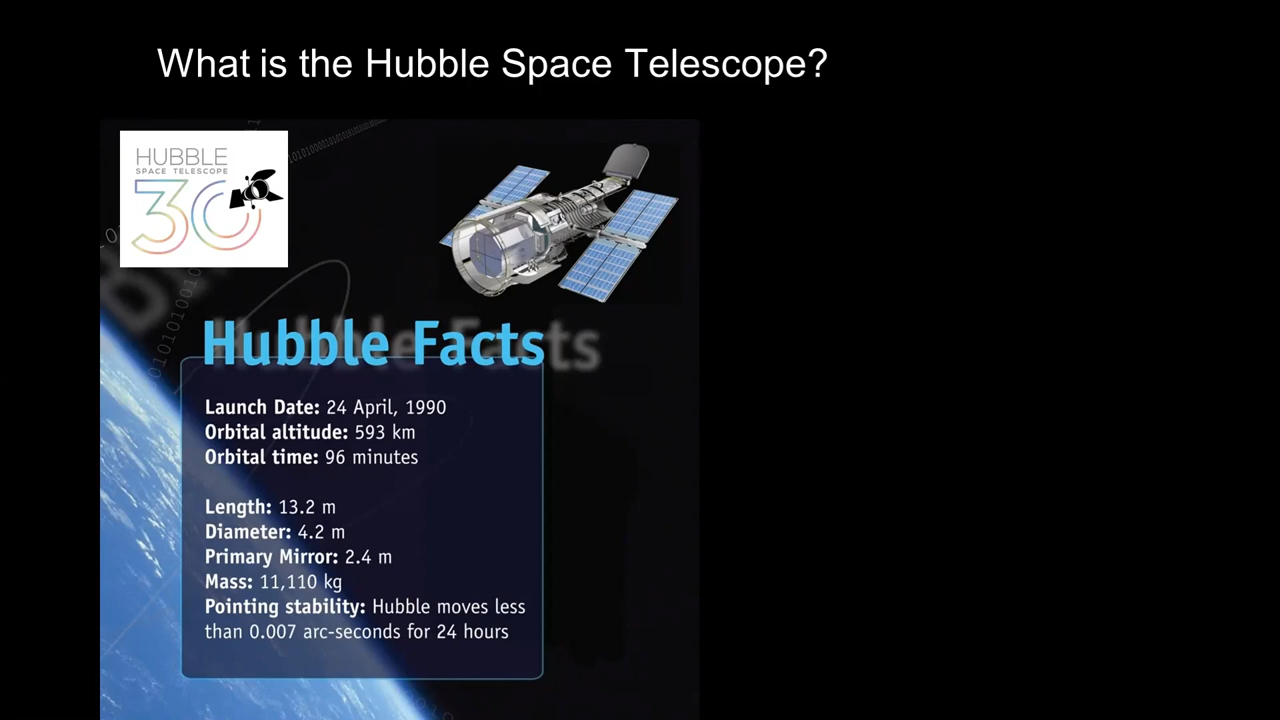 What is the Hubble Space Telescope?
HUBBLE
SPACE TELESCOPE
30
Hubble Facts
Launch Date: 24 April, 1990
Orbital altitude: 593 km
Orbital time: 96 minutes
Length: 13.2 m
Diameter: 4.2 m
Primary Mirror: 2.4 m
Mass: 11,110 kg
Pointing stability: Hubble moves less
than 0.007 arc-seconds for 24 hours